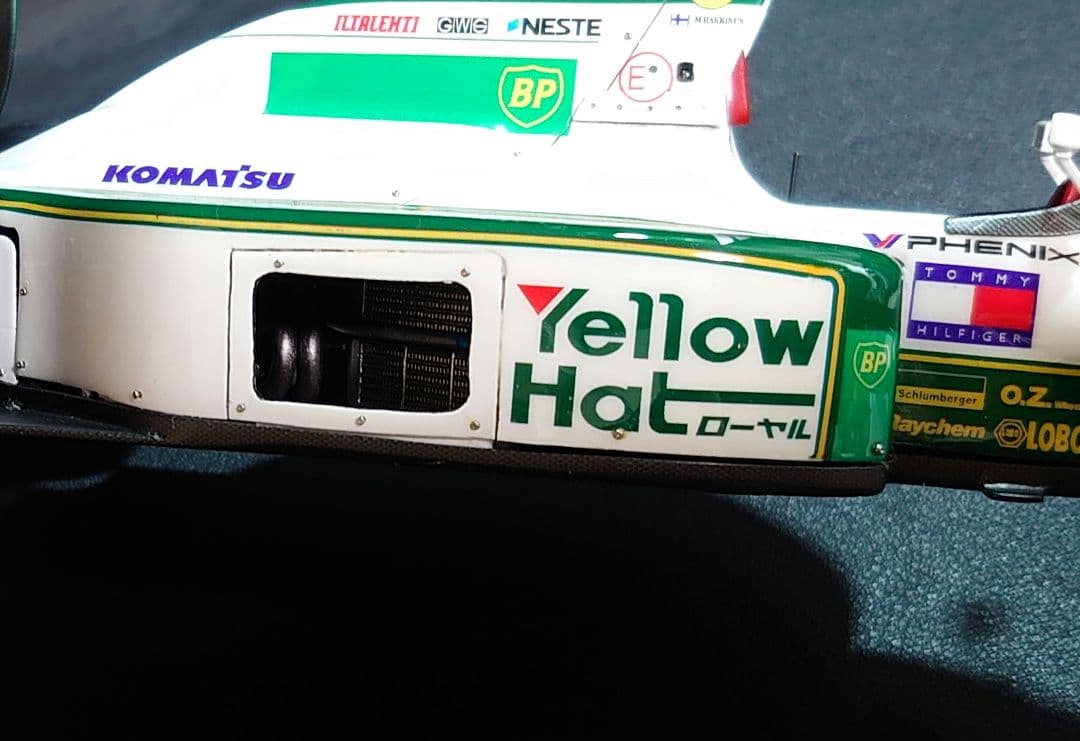 ILTALEHTI GWS NESTE
M HAKKINEN
E
BP
KOMATSU
PHENIX
TOMMY
HILFIGER
Yellow
Hat
ローヤル
BP
Schlumberger
O.Z.
Raychem
LOBO
LOBO